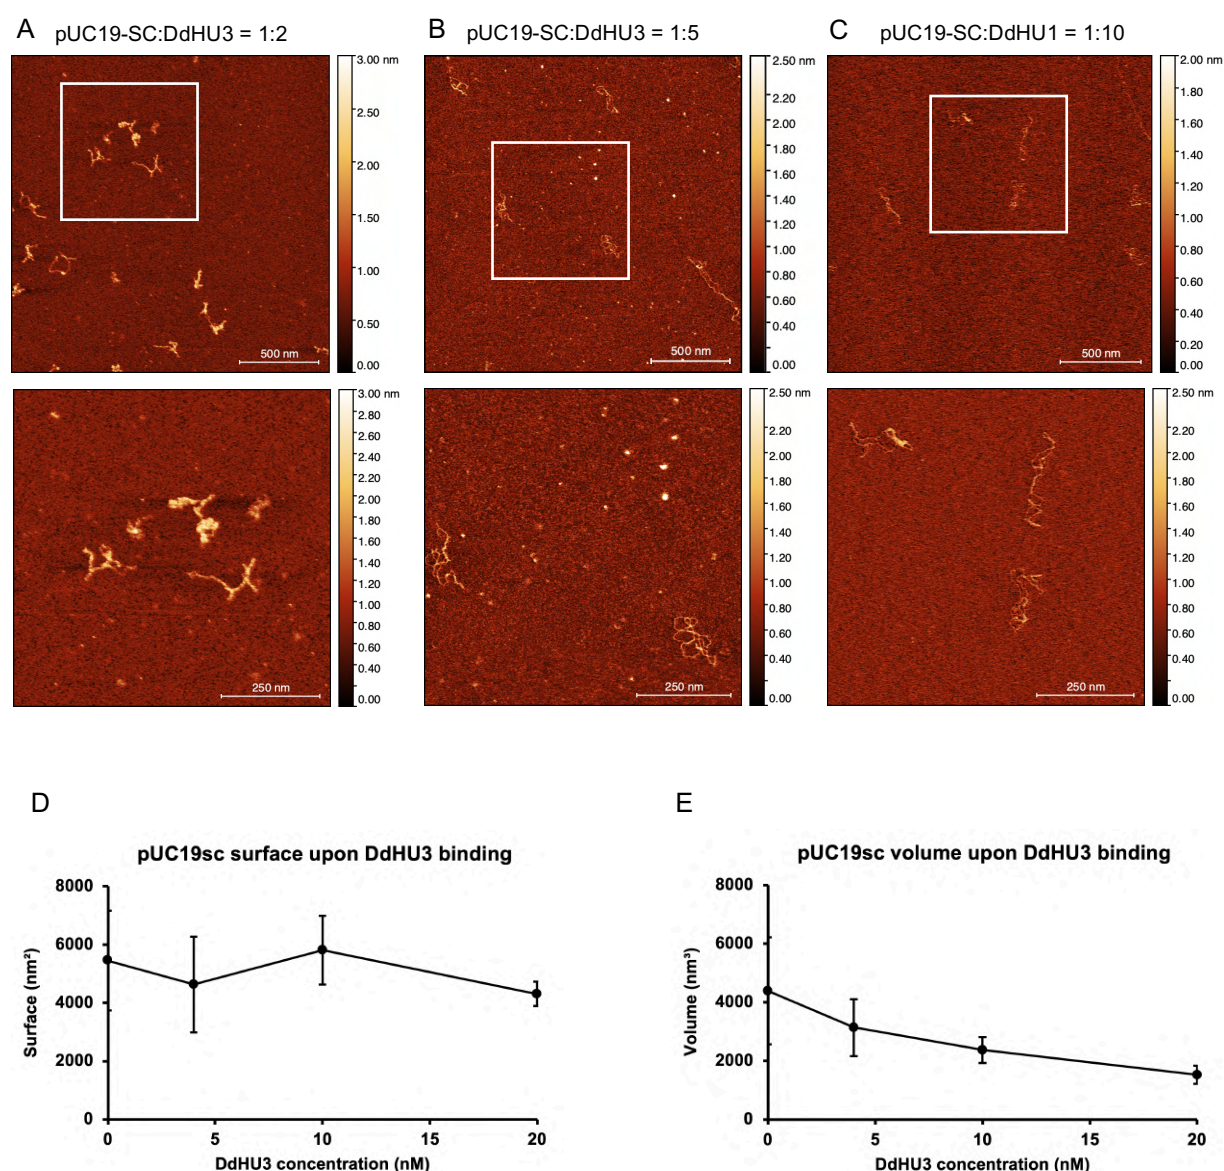 A pUC19-SC:DdHU3 = 1:2
B pUC19-SC:DdHU3 = 1:5
C pUC19-SC:DdHU1 = 1:10
3.00 nm
2.50
2.00
1.50
1.00
0.50
0.00
500 nm
2.50 nm
2.20
2.00
1.80
1.60
1.40
1.20
1.00
0.80
0.60
0.40
0.00
500 nm
2.00 nm
1.80
1.60
1.40
1.20
1.00
0.80
0.60
0.40
0.20
0.00
500 nm
3.00 nm
2.80
2.60
2.40
2.20
2.00
1.80
1.60
1.40
1.20
1.00
0.80
0.60
0.40
0.00
250 nm
2.50 nm
2.20
2.00
1.80
1.60
1.40
1.20
1.00
0.80
0.60
0.40
0.00
250 nm
2.50 nm
2.20
2.00
1.80
1.60
1.40
1.20
1.00
0.80
0.60
0.40
0.00
250 nm
D
pUC19sc surface upon DdHU3 binding
Surface (nm²)
8000
6000
4000
2000
0
0 5 10 15 20
DdHU3 concentration (nM)
E
pUC19sc volume upon DdHU3 binding
Volume (nm³)
8000
6000
4000
2000
0
0 5 10 15 20
DdHU3 concentration (nM)